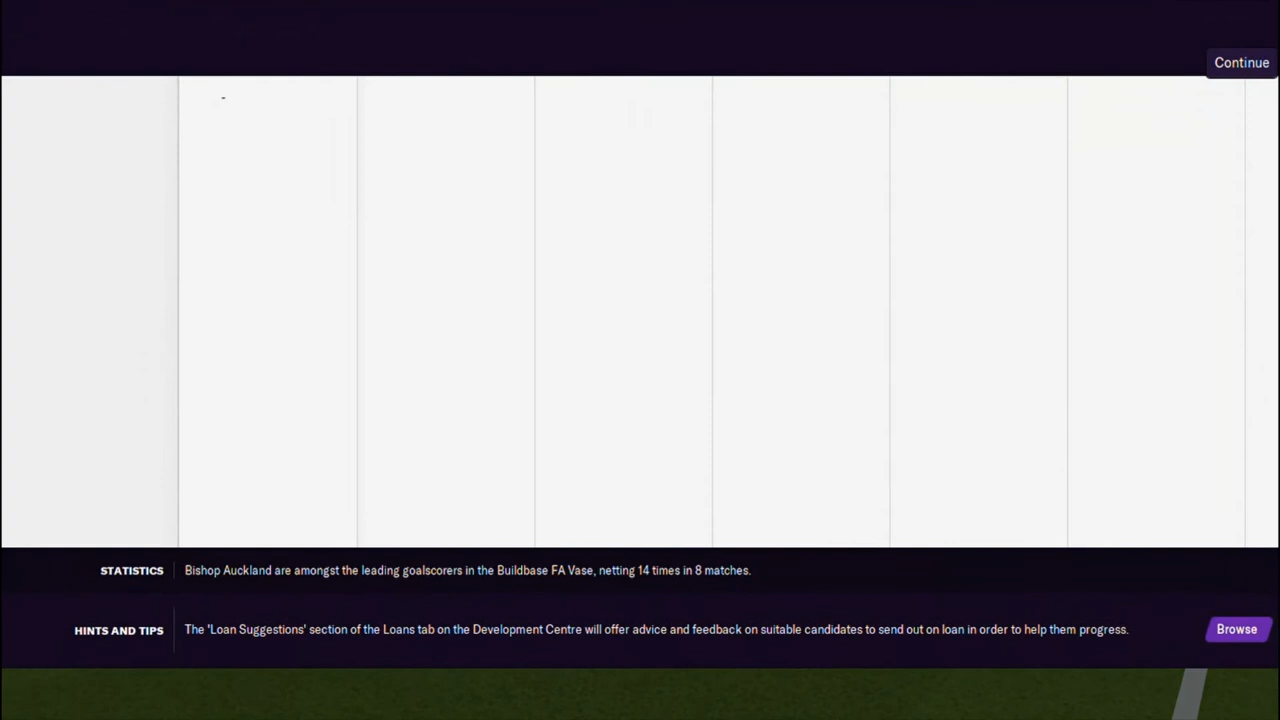 Continue
-
STATISTICS Bishop Auckland are amongst the leading goalscorers in the Buildbase FA Vase, netting 14 times in 8 matches.
HINTS AND TIPS The 'Loan Suggestions' section of the Loans tab on the Development Centre will offer advice and feedback on suitable candidates to send out on loan in order to help them progress. Browse